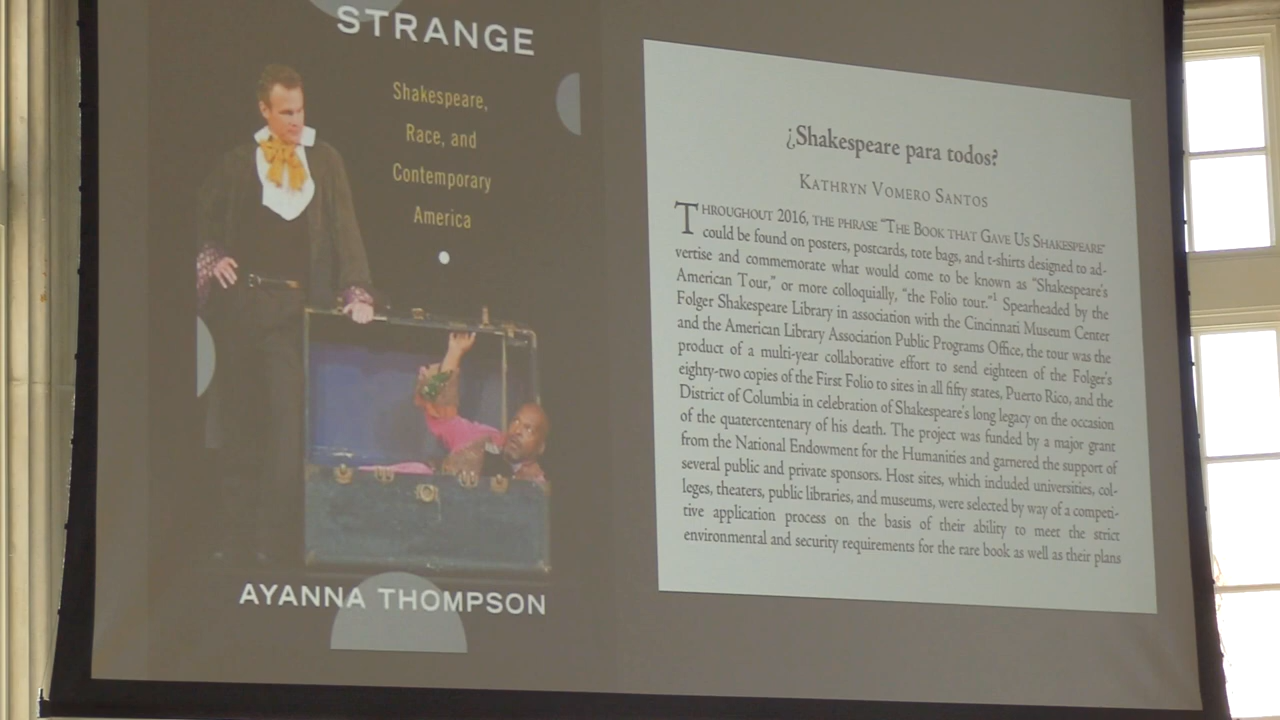 STRANGE
Shakespeare,
Race, and
Contemporary
America
AYANNA THOMPSON
¿Shakespeare para todos?
KATHRYN VOMERO SANTOS
THROUGHOUT 2016, THE PHRASE “THE BOOK THAT GAVE US SHAKESPEARE”
could be found on posters, postcards, tote bags, and t-shirts designed to ad-
vertise and commemorate what would come to be known as “Shakespeare’s
American Tour,” or more colloquially, “the Folio tour.”1 Spearheaded by the
Folger Shakespeare Library in association with the Cincinnati Museum Center
and the American Library Association Public Programs Office, the tour was the
product of a multi-year collaborative effort to send eighteen of the Folger’s
eighty-two copies of the First Folio to sites in all fifty states, Puerto Rico, and the
District of Columbia in celebration of Shakespeare’s long legacy on the occasion
of the quatercentenary of his death. The project was funded by a major grant
from the National Endowment for the Humanities and garnered the support of
several public and private sponsors. Host sites, which included universities, col-
leges, theaters, public libraries, and museums, were selected by way of a competi-
tive application process on the basis of their ability to meet the strict
environmental and security requirements for the rare book as well as their plans